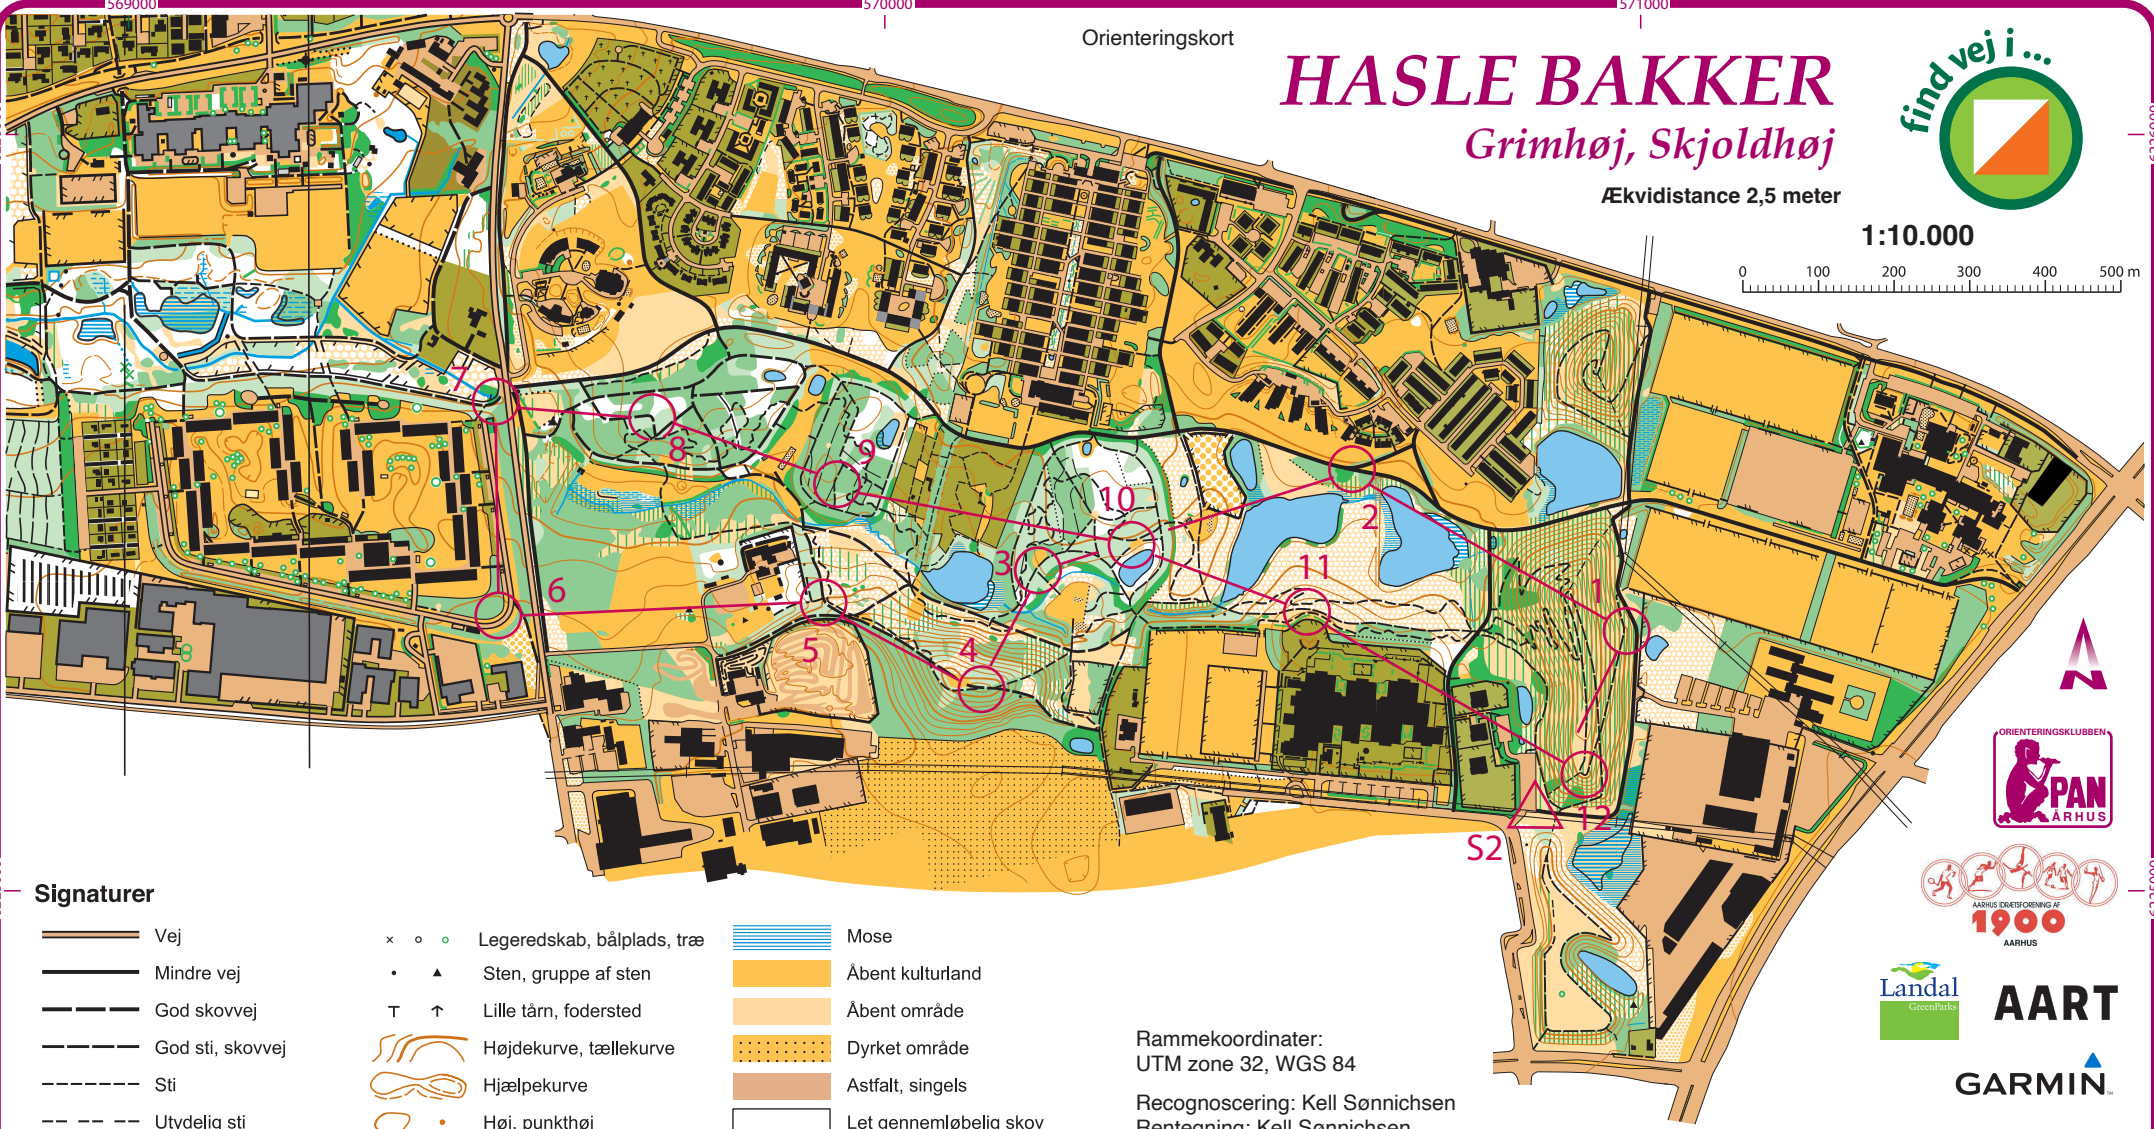 569000
570000
571000
Orienteringskort
HASLE BAKKER
Grimhøj, Skjoldhøj
Ækvidistance 2,5 meter
1:10.000
0 100 200 300 400 500 m
find vej i ...
7
8
9
10
2
3
11
1
6
5
4
12
S2
ORIENTERINGSKLUBBEN
PAN
ÅRHUS
AARHUS IDRÆTSFORENING AF
1900
AARHUS
Landal
GreenParks
AART
GARMIN
Signaturer
Vej
Mindre vej
God skovvej
God sti, skovvej
Sti
Utydelig sti
Legeredskab, bålplads, træ
Sten, gruppe af sten
Lille tårn, fodersted
Højdekurve, tællekurve
Hjælpekurve
Høj, punkthøj
Mose
Åbent kulturland
Åbent område
Dyrket område
Astfalt, singels
Let gennemløbelig skov
Rammekoordinater:
UTM zone 32, WGS 84
Recognoscering: Kell Sønnichsen
Rentegning: Kell Sønnichsen